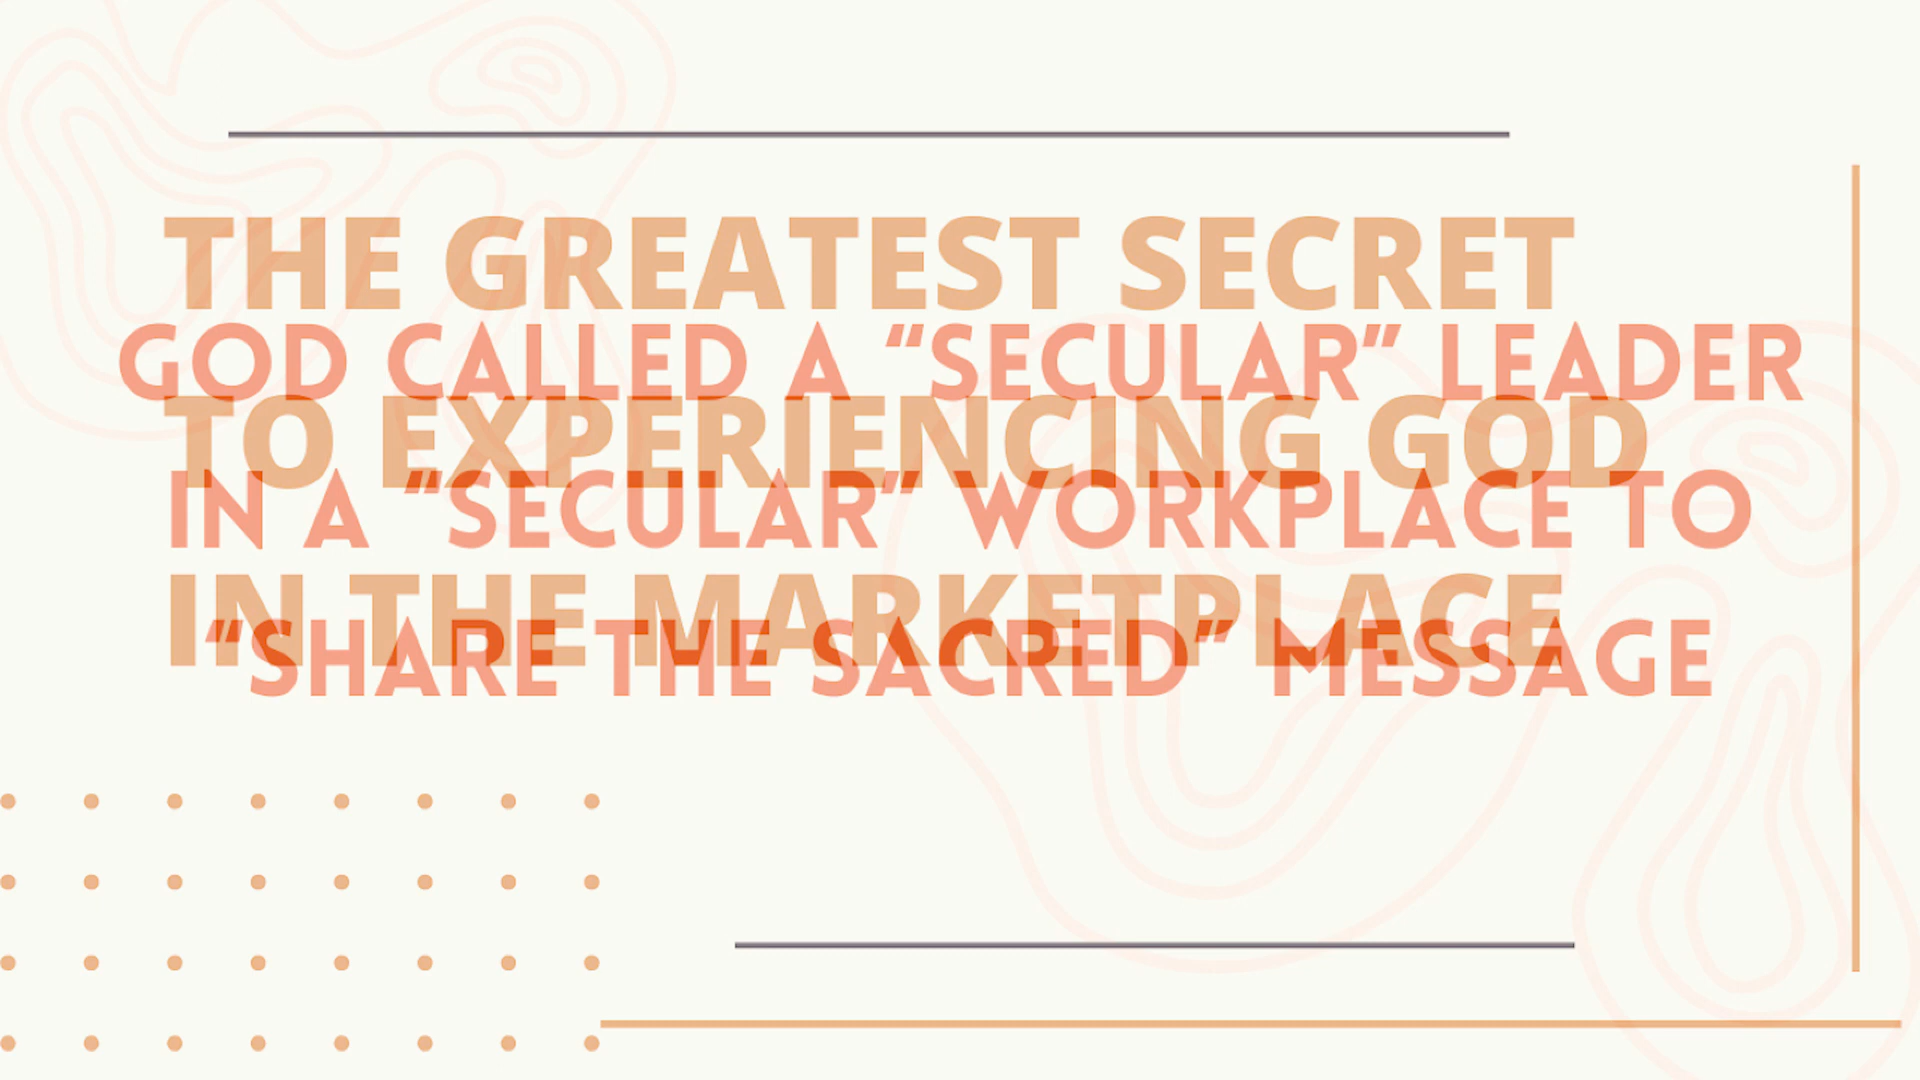 THE GREATEST SECRET
TO EXPERIENCING GOD
IN THE MARKETPLACE
GOD CALLED A “SECULAR” LEADER
IN A “SECULAR” WORKPLACE TO
“SHARE THE SACRED” MESSAGE